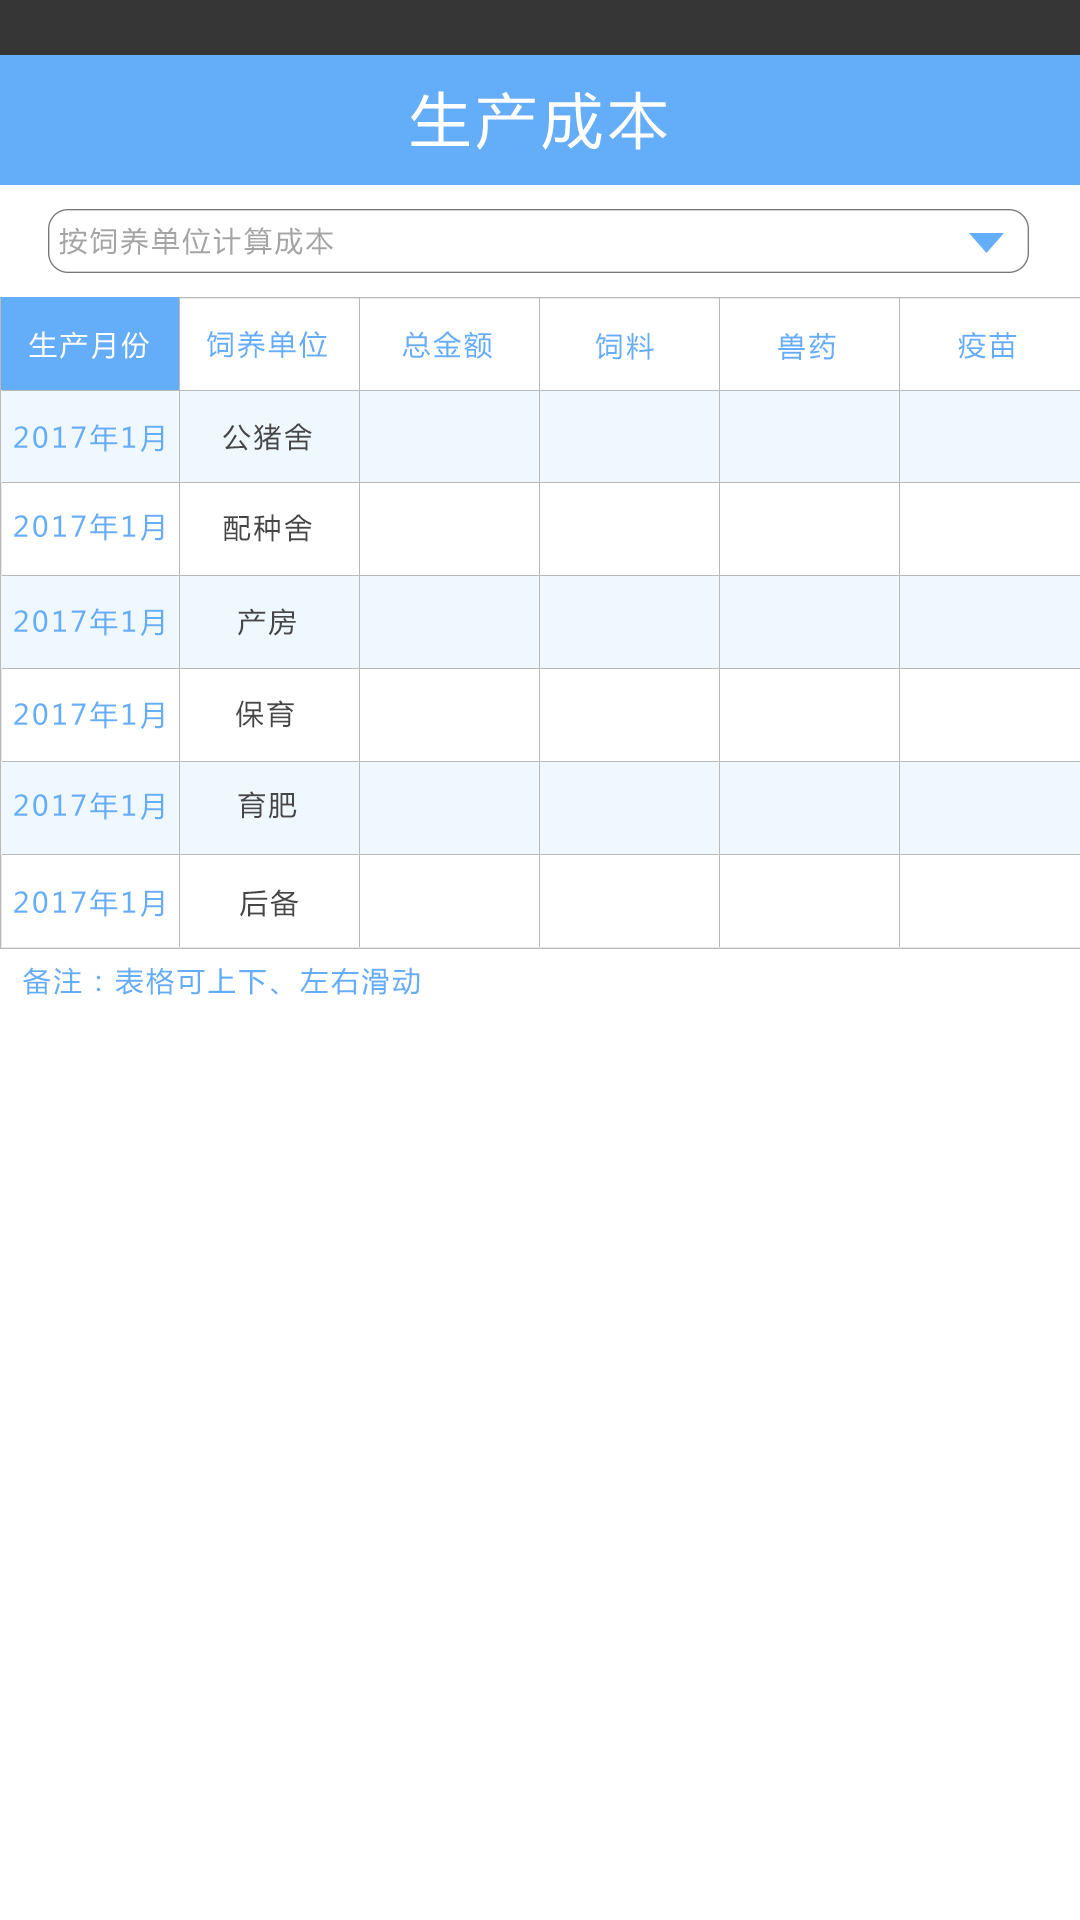 生产成本
按饲养单位计算成本
生产月份 饲养单位 总金额 饲料 兽药 疫苗
2017年1月 公猪舍
2017年1月 配种舍
2017年1月 产房
2017年1月 保育
2017年1月 育肥
2017年1月 后备
备注：表格可上下、左右滑动